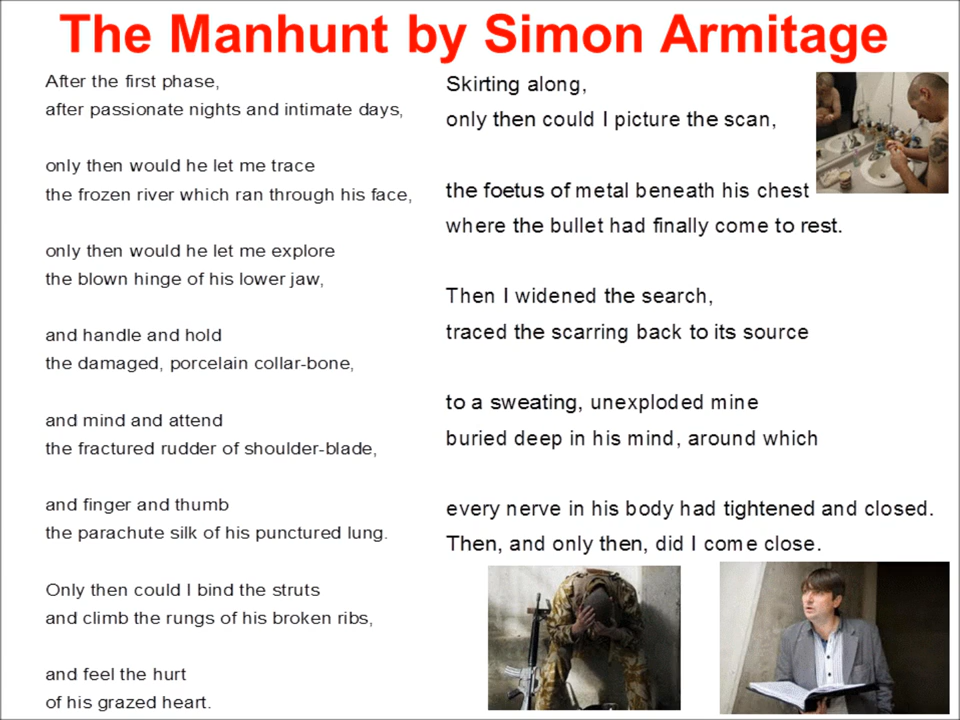 The Manhunt by Simon Armitage
After the first phase,
after passionate nights and intimate days,
only then would he let me trace
the frozen river which ran through his face,
only then would he let me explore
the blown hinge of his lower jaw,
and handle and hold
the damaged, porcelain collar-bone,
and mind and attend
the fractured rudder of shoulder-blade,
and finger and thumb
the parachute silk of his punctured lung.
Only then could I bind the struts
and climb the rungs of his broken ribs,
and feel the hurt
of his grazed heart.
Skirting along,
only then could I picture the scan,
the foetus of metal beneath his chest
where the bullet had finally come to rest.
Then I widened the search,
traced the scarring back to its source
to a sweating, unexploded mine
buried deep in his mind, around which
every nerve in his body had tightened and closed.
Then, and only then, did I come close.